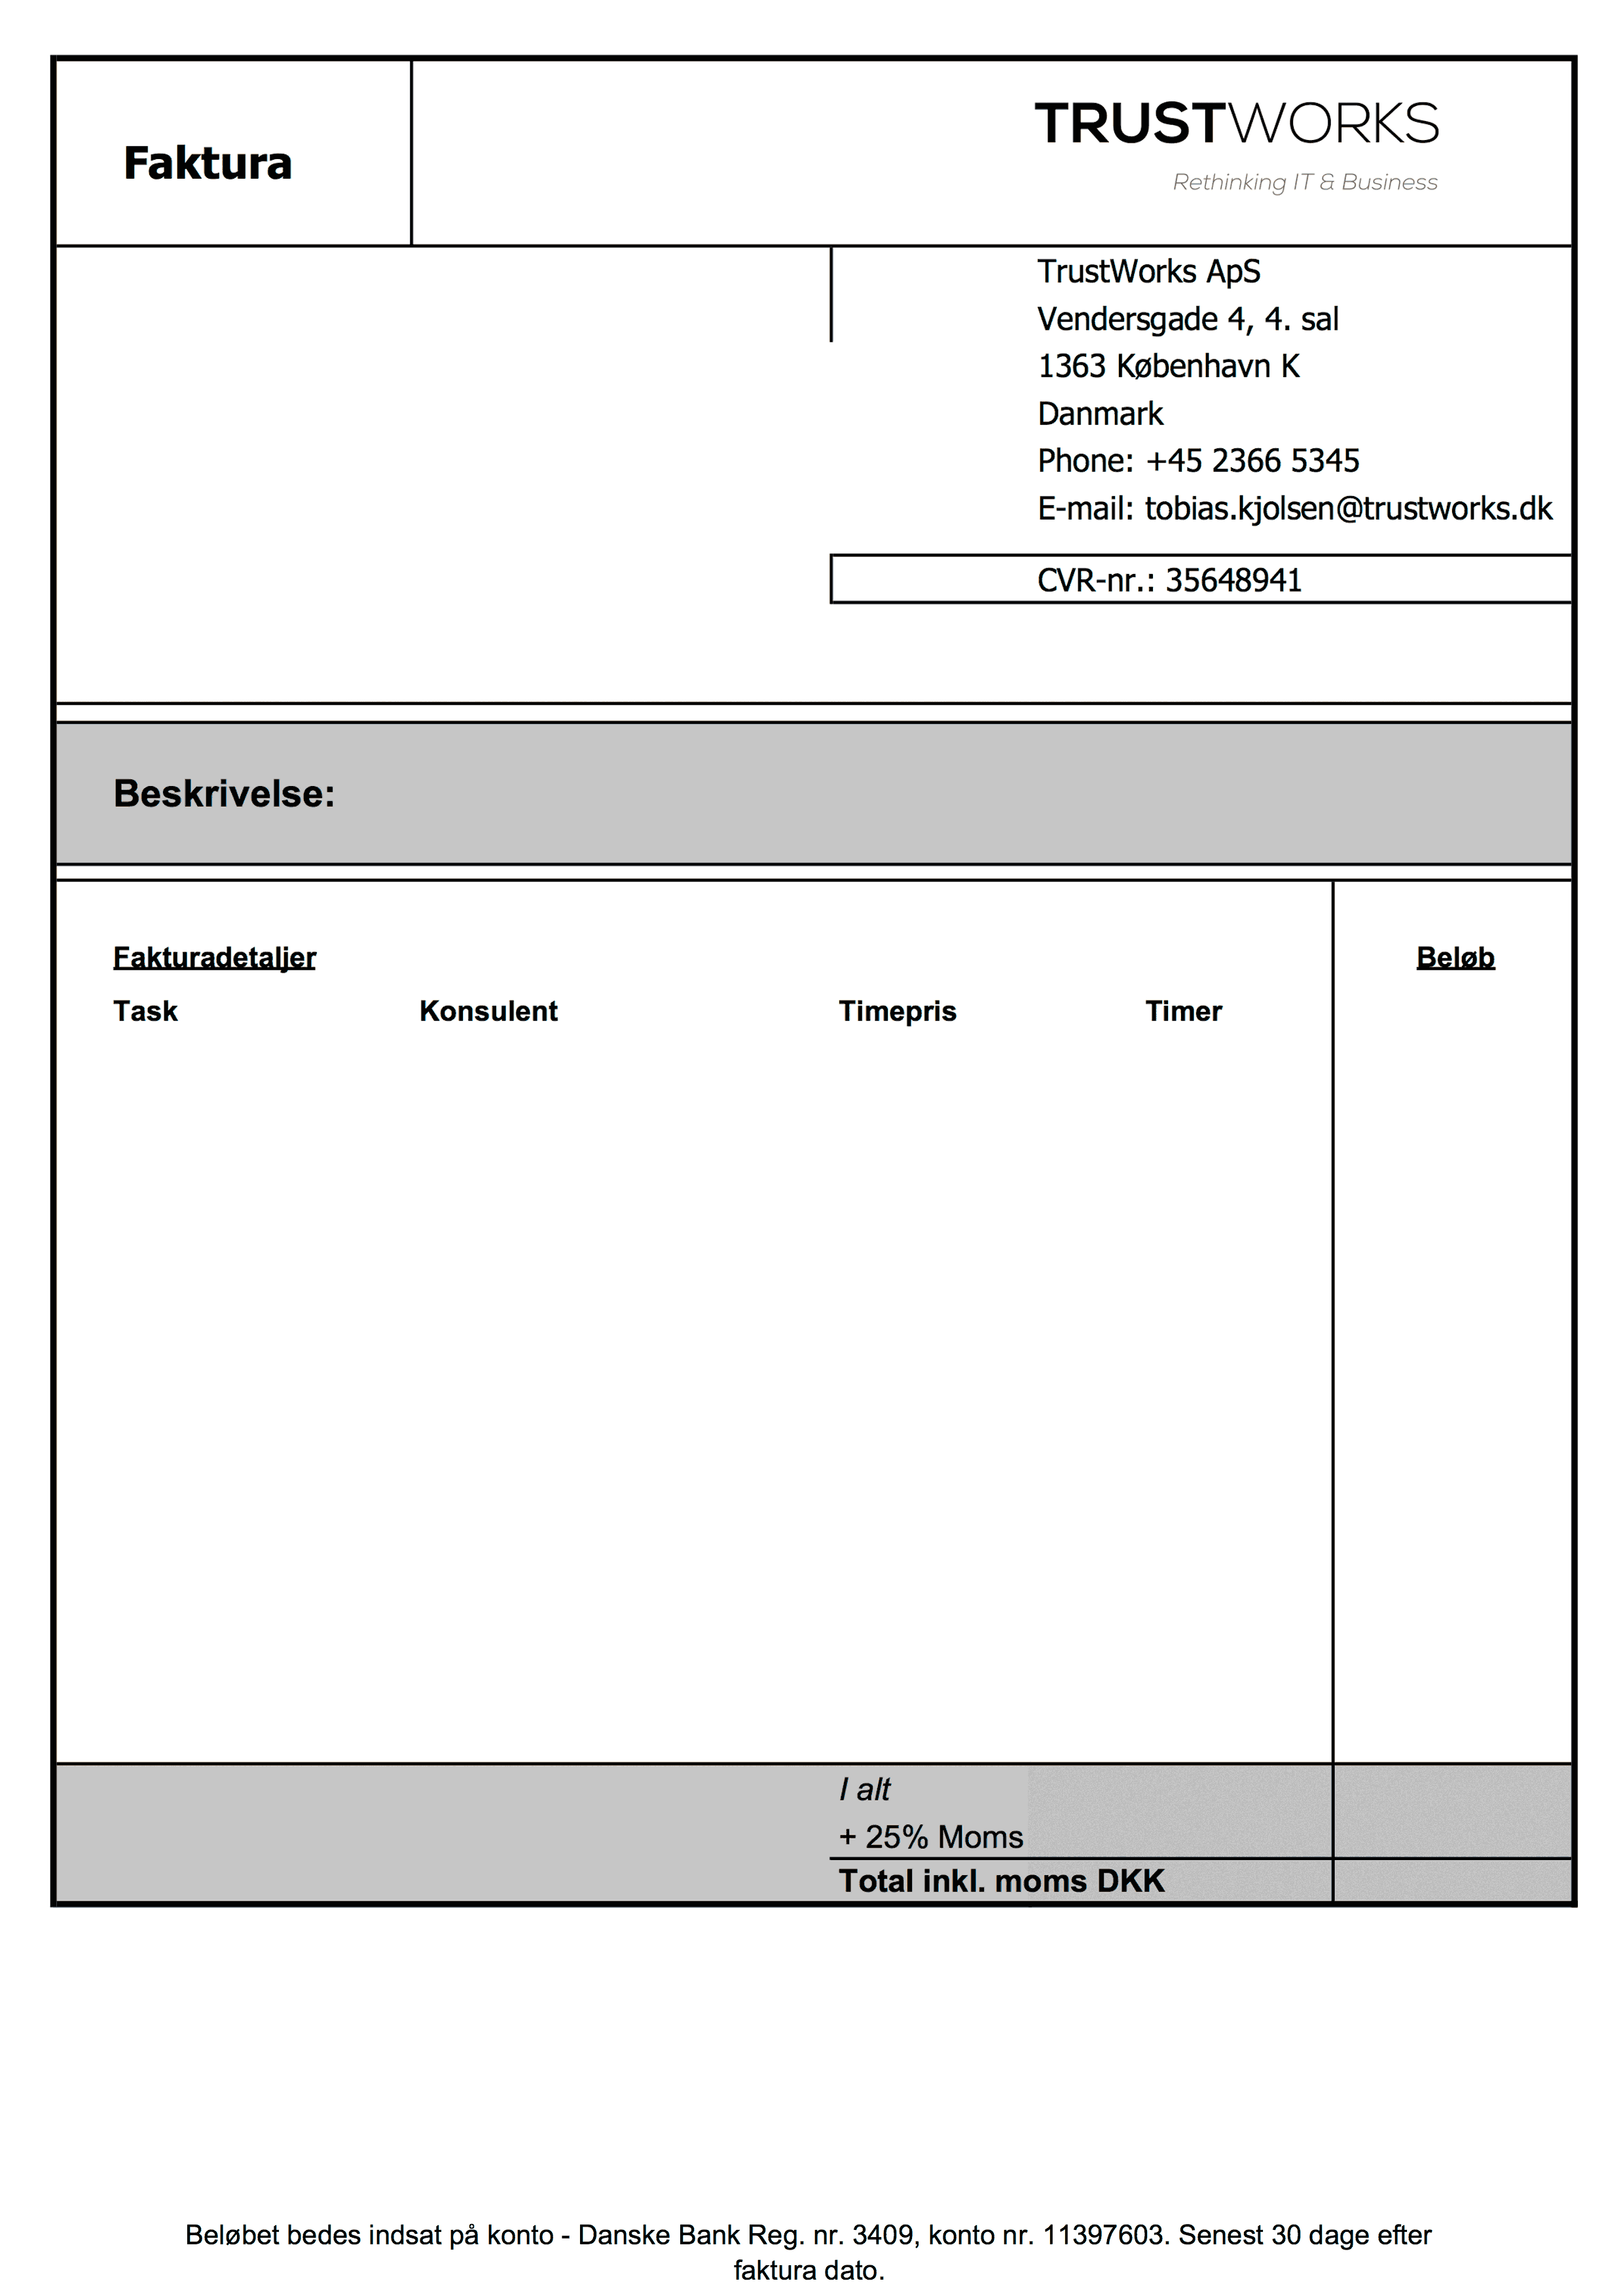 Faktura
TRUSTWORKS
Rethinking IT & Business
TrustWorks ApS
Vendersgade 4, 4. sal
1363 København K
Danmark
Phone: +45 2366 5345
E-mail: tobias.kjolsen@trustworks.dk
CVR-nr.: 35648941
Beskrivelse:
Fakturadetaljer Beløb
Task Konsulent Timepris Timer
I alt
+ 25% Moms
Total inkl. moms DKK
Beløbet bedes indsat på konto - Danske Bank Reg. nr. 3409, konto nr. 11397603. Senest 30 dage efter
faktura dato.